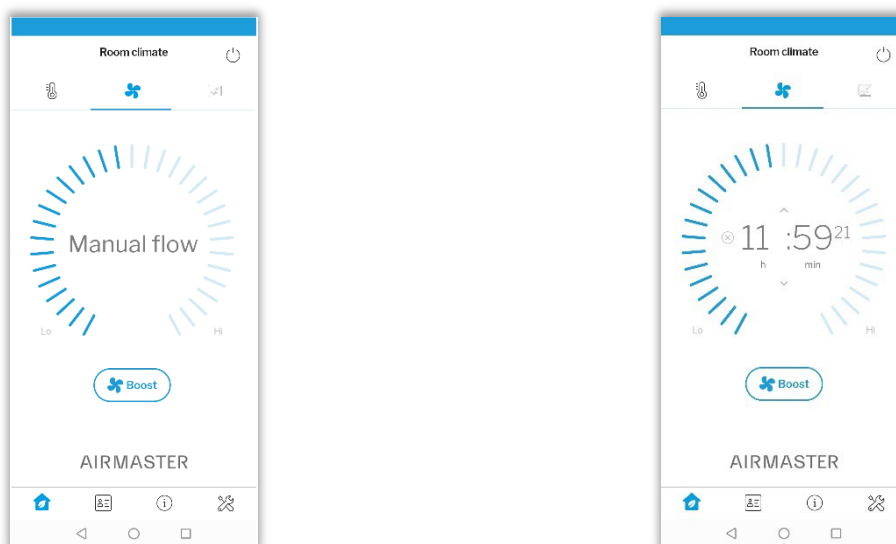 Room climate
Manual flow
Lo
Hi
Boost
AIRMASTER
Room climate
11 :59 21
h
min
Lo
Hi
Boost
AIRMASTER